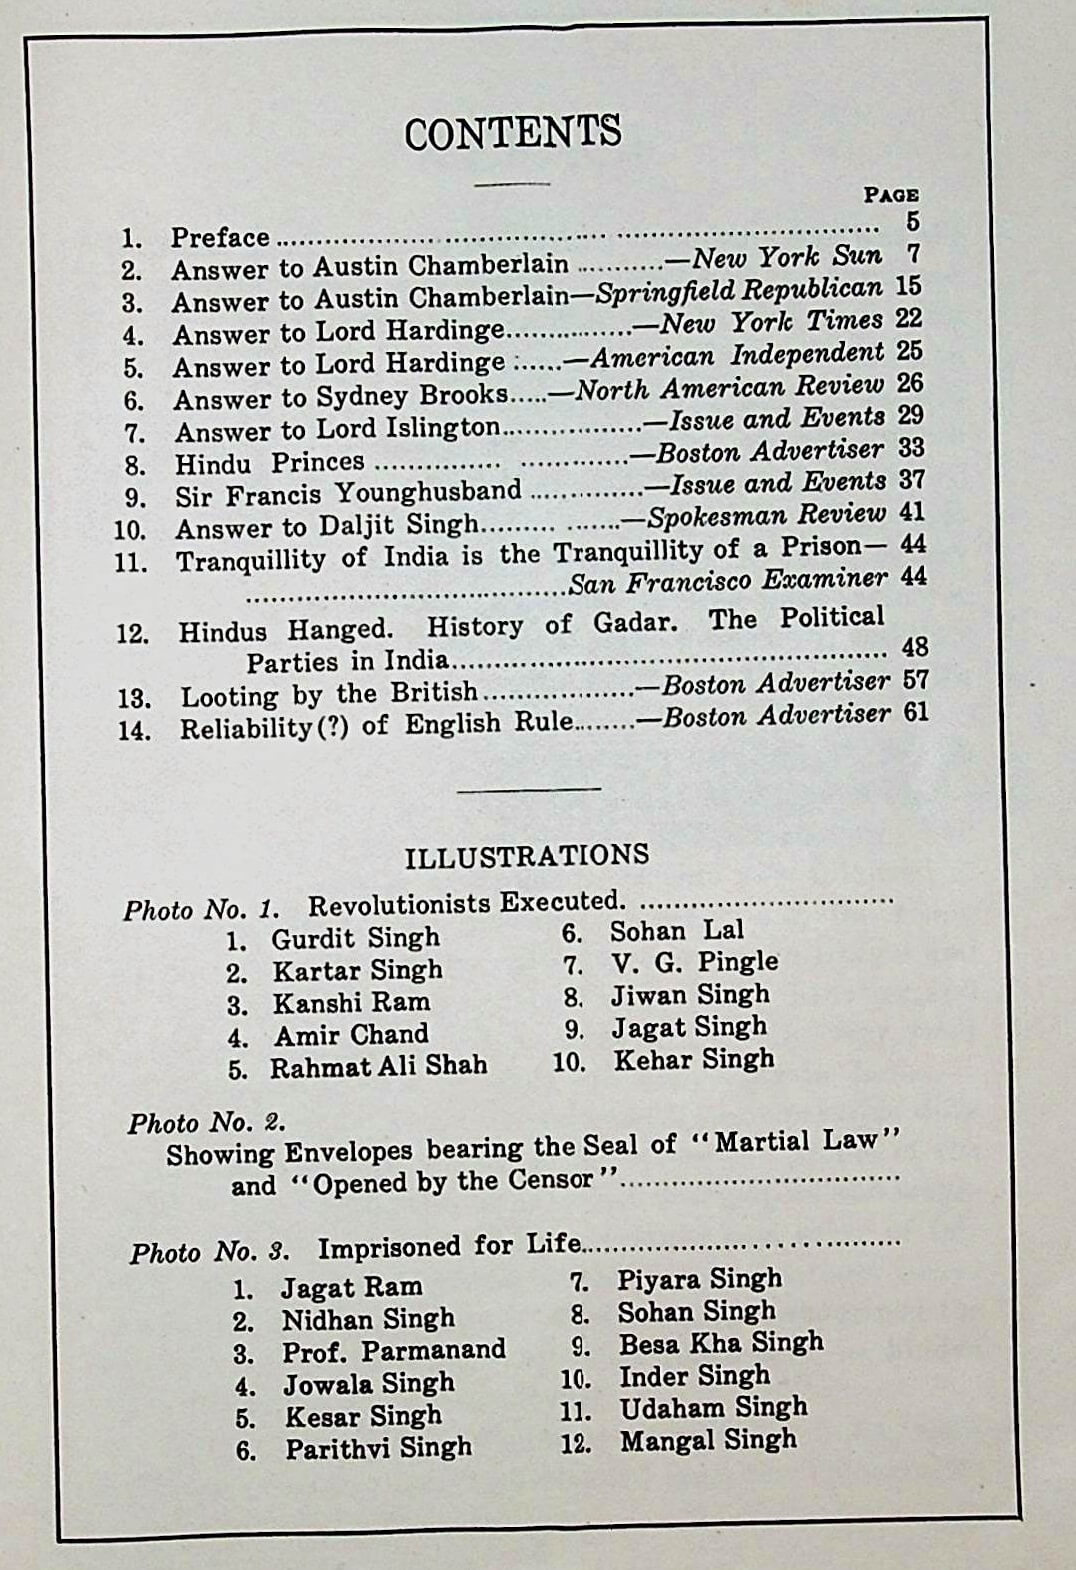 CONTENTS
PAGE
1. Preface ........................................ 5
2. Answer to Austin Chamberlain ...........—New York Sun 7
3. Answer to Austin Chamberlain—Springfield Republican 15
4. Answer to Lord Hardinge................—New York Times 22
5. Answer to Lord Hardinge :.....—American Independent 25
6. Answer to Sydney Brooks.....—North American Review 26
7. Answer to Lord Islington.................—Issue and Events 29
8. Hindu Princes ............... .............—Boston Advertiser 33
9. Sir Francis Younghusband ..............—Issue and Events 37
10. Answer to Daljit Singh......... .......—Spokesman Review 41
11. Tranquillity of India is the Tranquillity of a Prison— 44
........................................San Francisco Examiner 44
12. Hindus Hanged. History of Gadar. The Political
Parties in India.................................................. 48
13. Looting by the British ..................—Boston Advertiser 57
14. Reliability(?) of English Rule........—Boston Advertiser 61
ILLUSTRATIONS
Photo No. 1. Revolutionists Executed. ..............................
1. Gurdit Singh 6. Sohan Lal
2. Kartar Singh 7. V. G. Pingle
3. Kanshi Ram 8. Jiwan Singh
4. Amir Chand 9. Jagat Singh
5. Rahmat Ali Shah 10. Kehar Singh
Photo No. 2.
Showing Envelopes bearing the Seal of "Martial Law"
and "Opened by the Censor"..................................
Photo No. 3. Imprisoned for Life......................................
1. Jagat Ram 7. Piyara Singh
2. Nidhan Singh 8. Sohan Singh
3. Prof. Parmanand 9. Besa Kha Singh
4. Jowala Singh 10. Inder Singh
5. Kesar Singh 11. Udaham Singh
6. Parithvi Singh 12. Mangal Singh